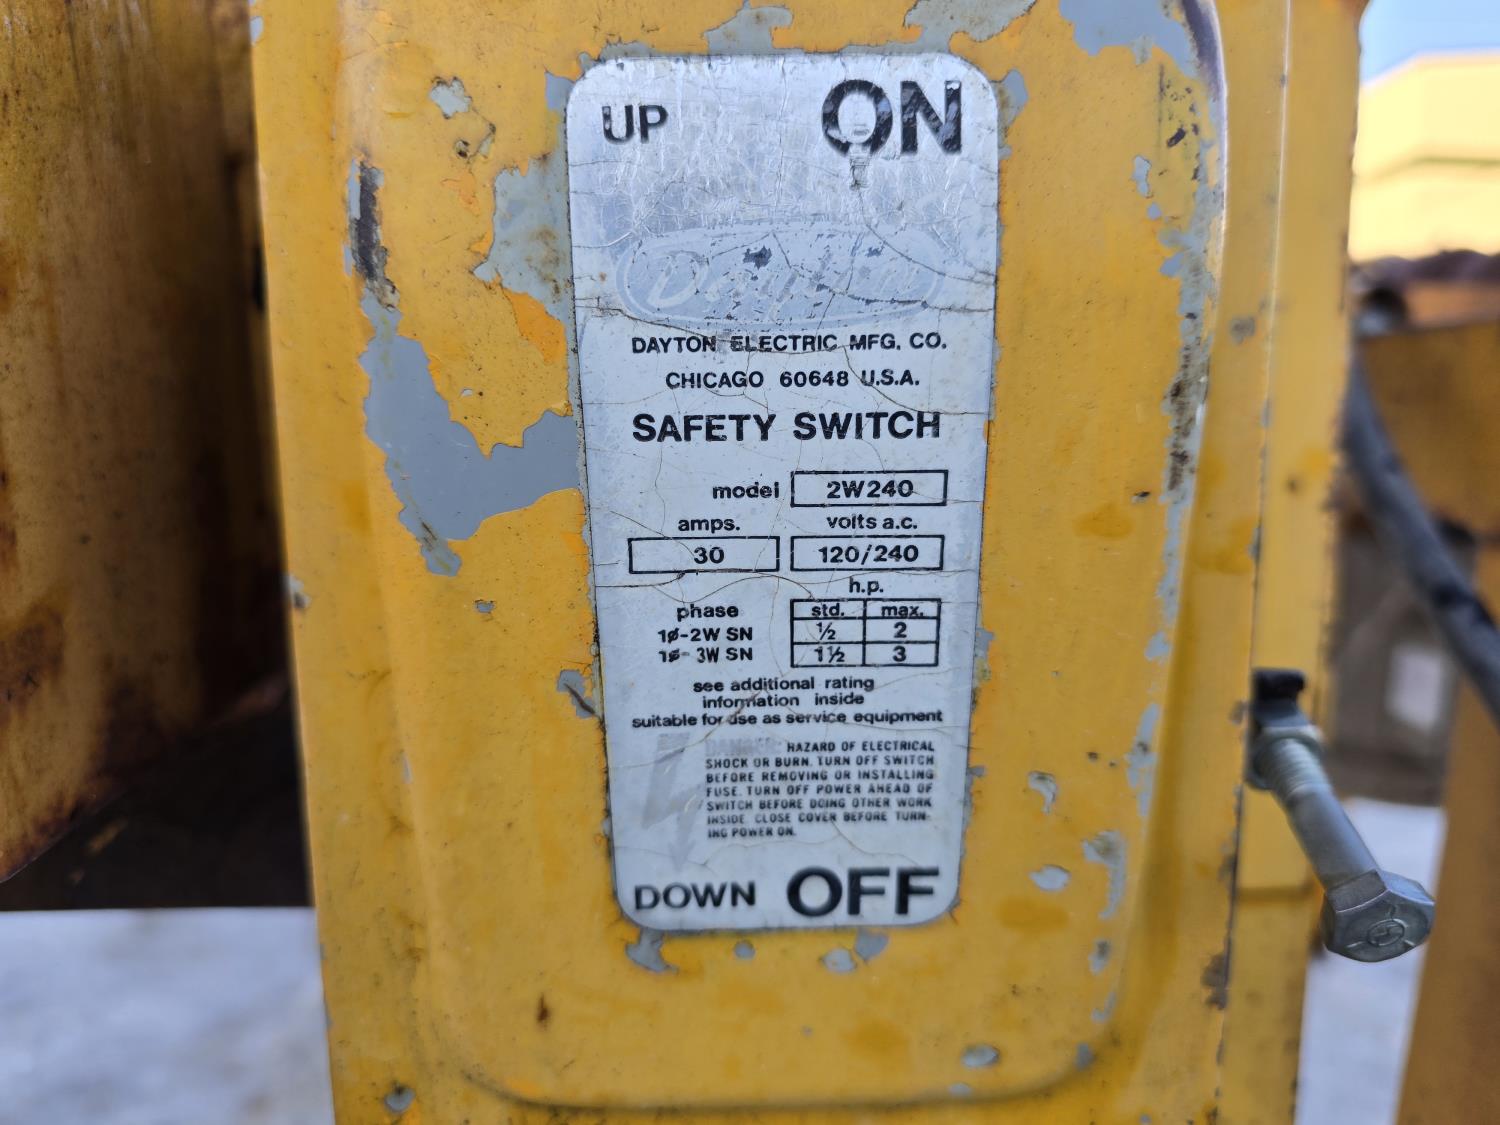 UP ON
Dayton
DAYTON ELECTRIC MFG. CO.
CHICAGO 60648 U.S.A.
SAFETY SWITCH
model 2W240
amps. volts a.c.
30 120/240
h.p.
phase std. max.
1ø-2W SN ½ 2
1ø-3W SN 1½ 3
see additional rating
information inside
suitable for use as service equipment
DANGER: HAZARD OF ELECTRICAL
SHOCK OR BURN. TURN OFF SWITCH
BEFORE REMOVING OR INSTALLING
FUSE. TURN OFF POWER AHEAD OF
SWITCH BEFORE DOING OTHER WORK
INSIDE. CLOSE COVER BEFORE TURN-
ING POWER ON.
DOWN OFF